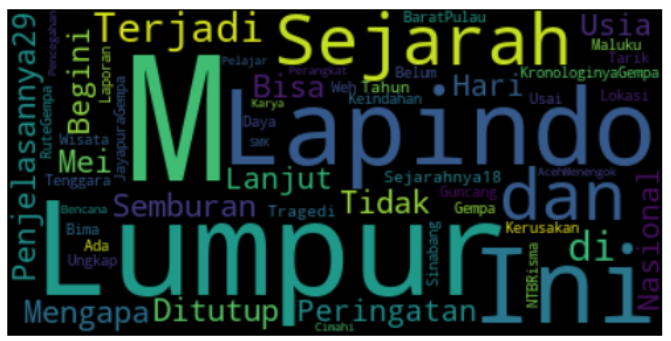 BaratPulau
Usia
Terjadi
Sejarah
Maluku
Tarik
Pencegahan
Laporan
Pelajar
Perangkat
Belum
KronologinyaGempa
Penjelasannya29
RuteGempa
Begini
JayapuraGempa
M
Bisa
Web
Tahun
Hari
Karya
Keindahan
Usai
Lokasi
Wisata
Daya
Lapindo
SMK
Mei
Lanjut
Sejarahnya18
AcehMenengok
Tenggara
Guncang
dan
Nasional
Bencana
Semburan
Tragedi
Tidak
Gempa
Bima
Lumpur
Sinabang
Kerusakan
di
Ada
Ungkap
NTBRisma
Ini
Mengapa
Ditutup
Peringatan
Cimahi